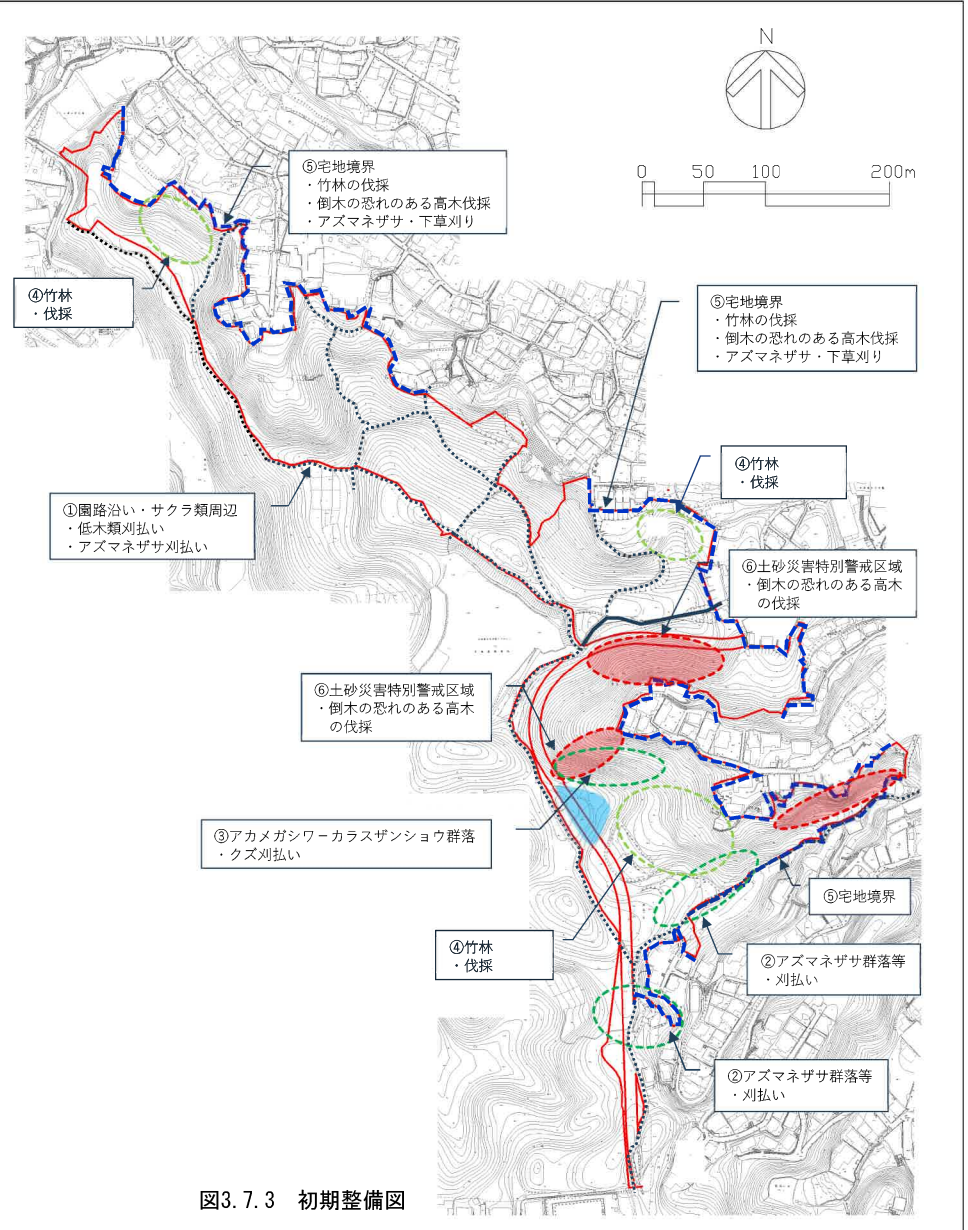 N
0 50 100 200m
⑤宅地境界
・竹林の伐採
・倒木の恐れのある高木伐採
・アズマネザサ・下草刈り
④竹林
・伐採
⑤宅地境界
・竹林の伐採
・倒木の恐れのある高木伐採
・アズマネザサ・下草刈り
④竹林
・伐採
①園路沿い・サクラ類周辺
・低木類刈払い
・アズマネザサ刈払い
⑥土砂災害特別警戒区域
・倒木の恐れのある高木
の伐採
⑥土砂災害特別警戒区域
・倒木の恐れのある高木
の伐採
③アカメガシワーカラスザンショウ群落
・クズ刈払い
⑤宅地境界
④竹林
・伐採
②アズマネザサ群落等
・刈払い
②アズマネザサ群落等
・刈払い
図3.7.3 初期整備図